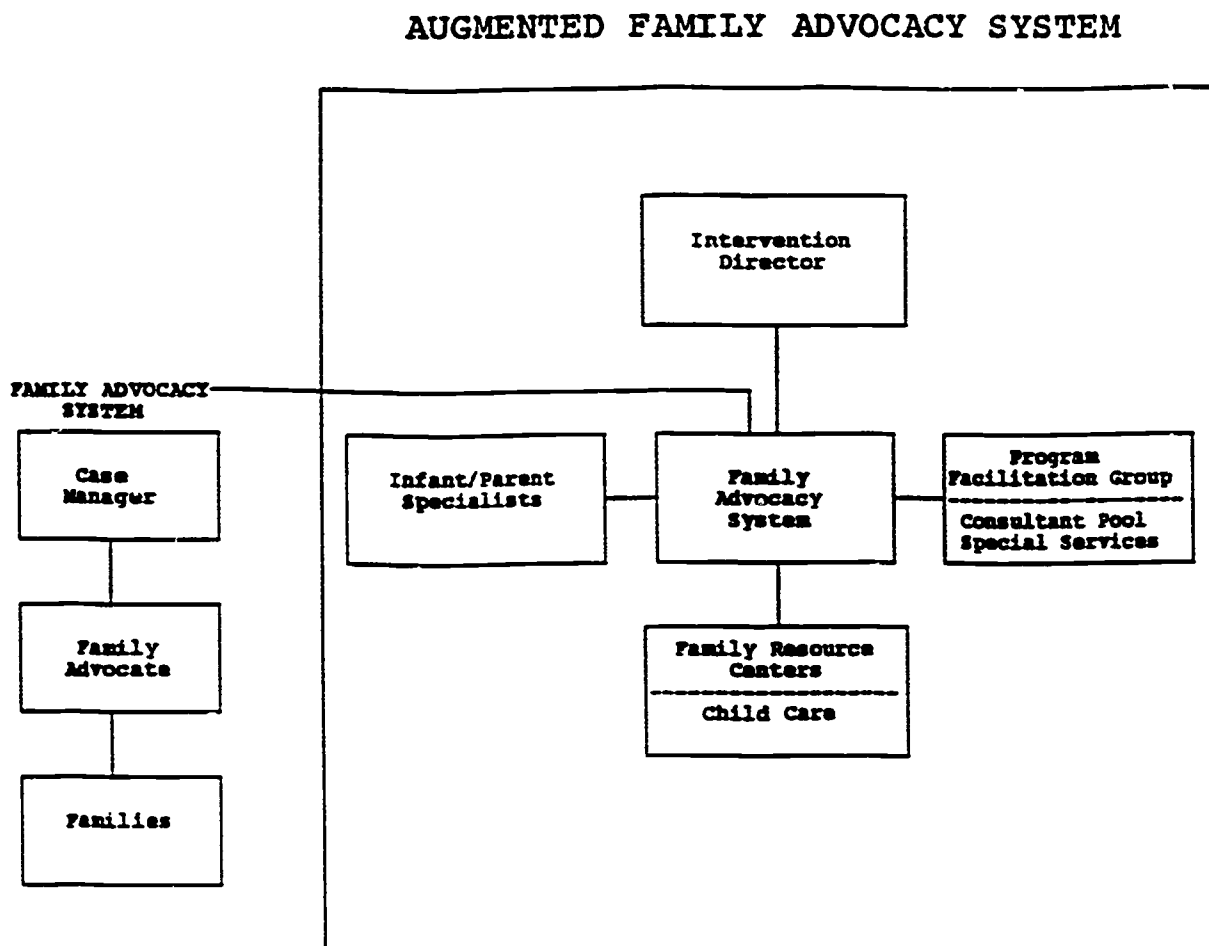 AUGMENTED FAMILY ADVOCACY SYSTEM
Intervention
Director
FAMILY ADVOCACY
SYSTEM
Case
Manager
Family
Advocate
Families
Infant/Parent
Specialists
Family
Advocacy
System
Program
Facilitation Group
Consultant Pool
Special Services
Family Resource
Centers
Child Care